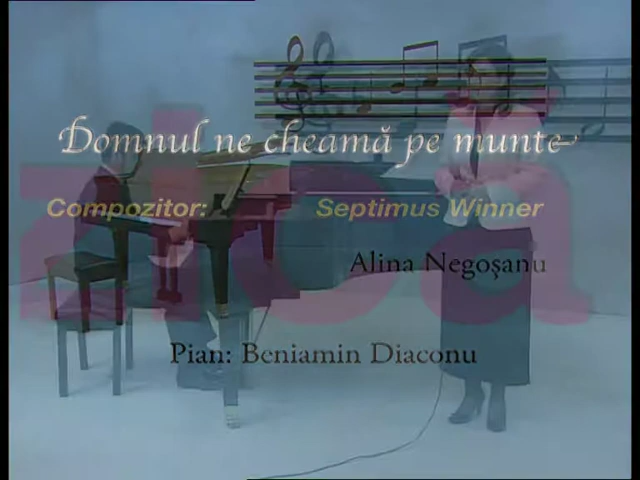 Domnul ne cheamă pe munte
Compozitor: Septimus Winner
Alina Negoşanu
Pian: Beniamin Diaconu